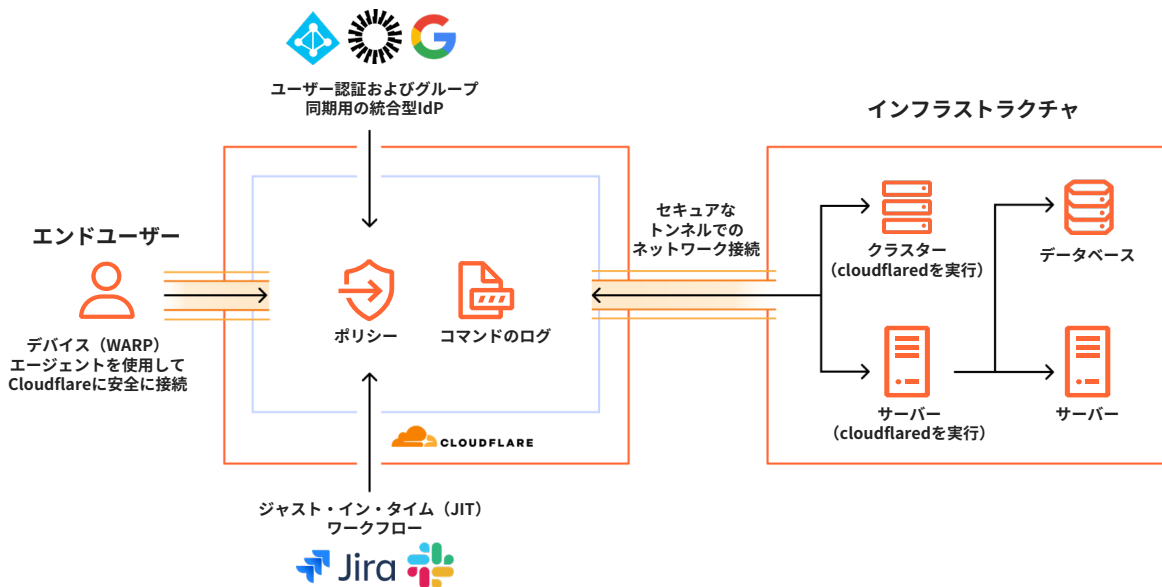 ユーザー認証およびグループ
同期用の統合型IdP
インフラストラクチャ
エンドユーザー
デバイス（WARP）
エージェントを使用して
Cloudflareに安全に接続
ポリシー
コマンドのログ
CLOUDFLARE
セキュアな
トンネルでの
ネットワーク接続
クラスター
（cloudflaredを実行）
データベース
サーバー
（cloudflaredを実行）
サーバー
ジャスト・イン・タイム（JIT）
ワークフロー
Jira